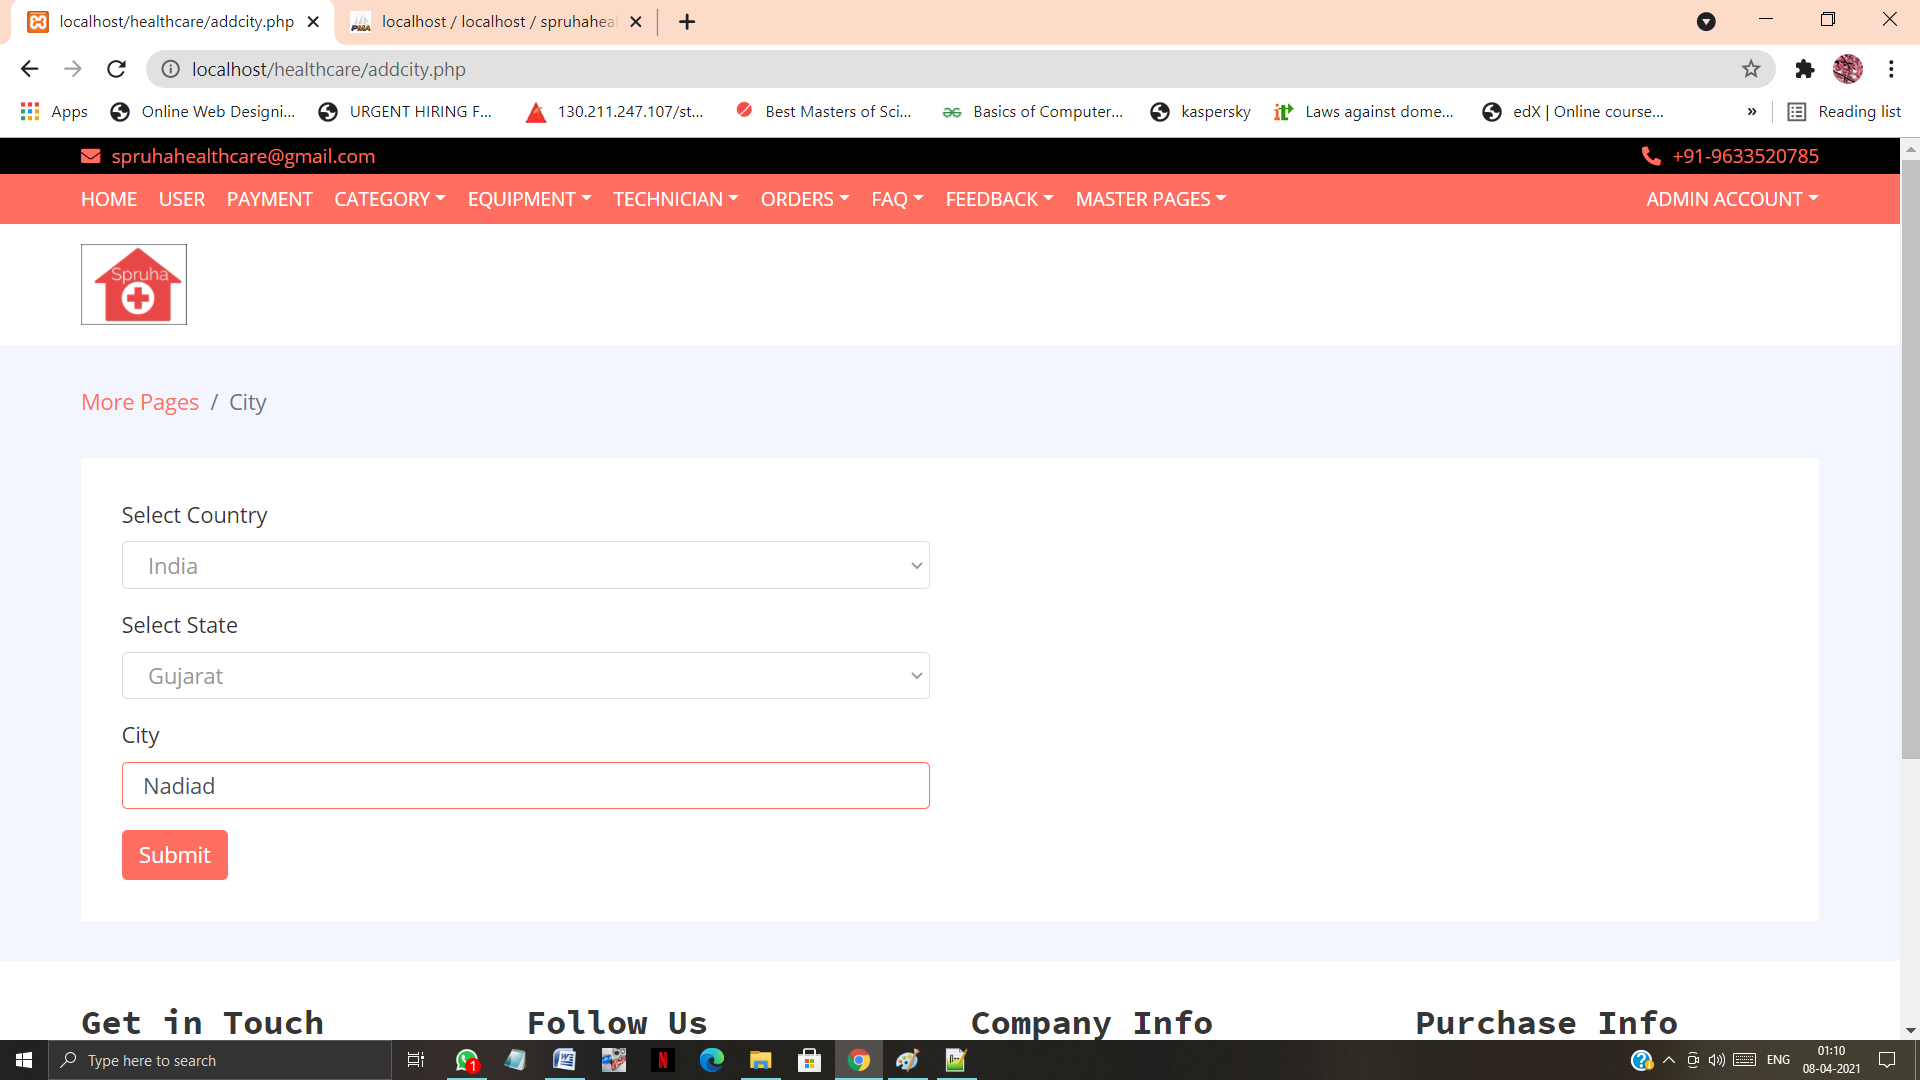 localhost/healthcare/addcity.php
localhost / localhost / spruhaheal
localhost/healthcare/addcity.php
Apps
Online Web Designi...
URGENT HIRING F...
130.211.247.107/st...
Best Masters of Sci...
Basics of Computer...
kaspersky
Laws against dome...
edX | Online course...
»
Reading list
spruhahealthcare@gmail.com
+91-9633520785
HOME USER PAYMENT CATEGORY EQUIPMENT TECHNICIAN ORDERS FAQ FEEDBACK MASTER PAGES ADMIN ACCOUNT
Spruha
More Pages / City
Select Country
India
Select State
Gujarat
City
Nadiad
Submit
Get in Touch
Follow Us
Company Info
Purchase Info
Type here to search
1
ENG
01:10
08-04-2021